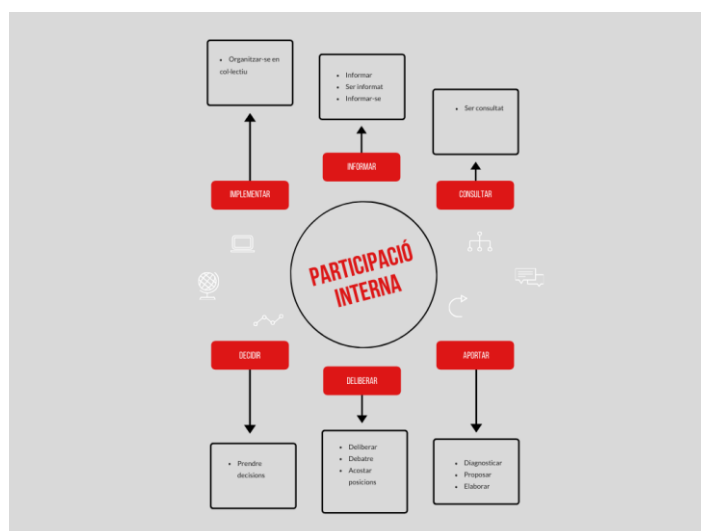 • Organitzar-se en
col·lectiu
• Informar
• Ser informat
• Informar-se
• Ser consultat
IMPLEMENTAR
INFORMAR
CONSULTAR
PARTICIPACIÓ
INTERNA
DECIDIR
DELIBERAR
APORTAR
• Prendre
decisions
• Deliberar
• Debatre
• Acostar
posicions
• Diagnosticar
• Proposar
• Elaborar